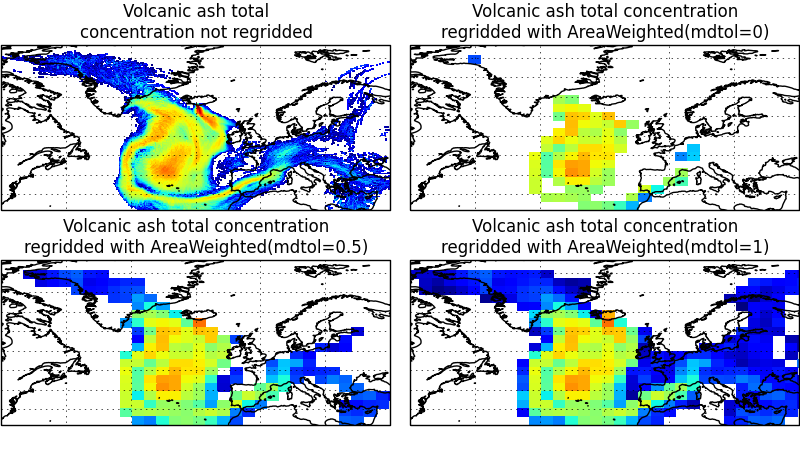 Volcanic ash total
concentration not regridded
Volcanic ash total concentration
regridded with AreaWeighted(mdtol=0)
Volcanic ash total concentration
regridded with AreaWeighted(mdtol=0.5)
Volcanic ash total concentration
regridded with AreaWeighted(mdtol=1)